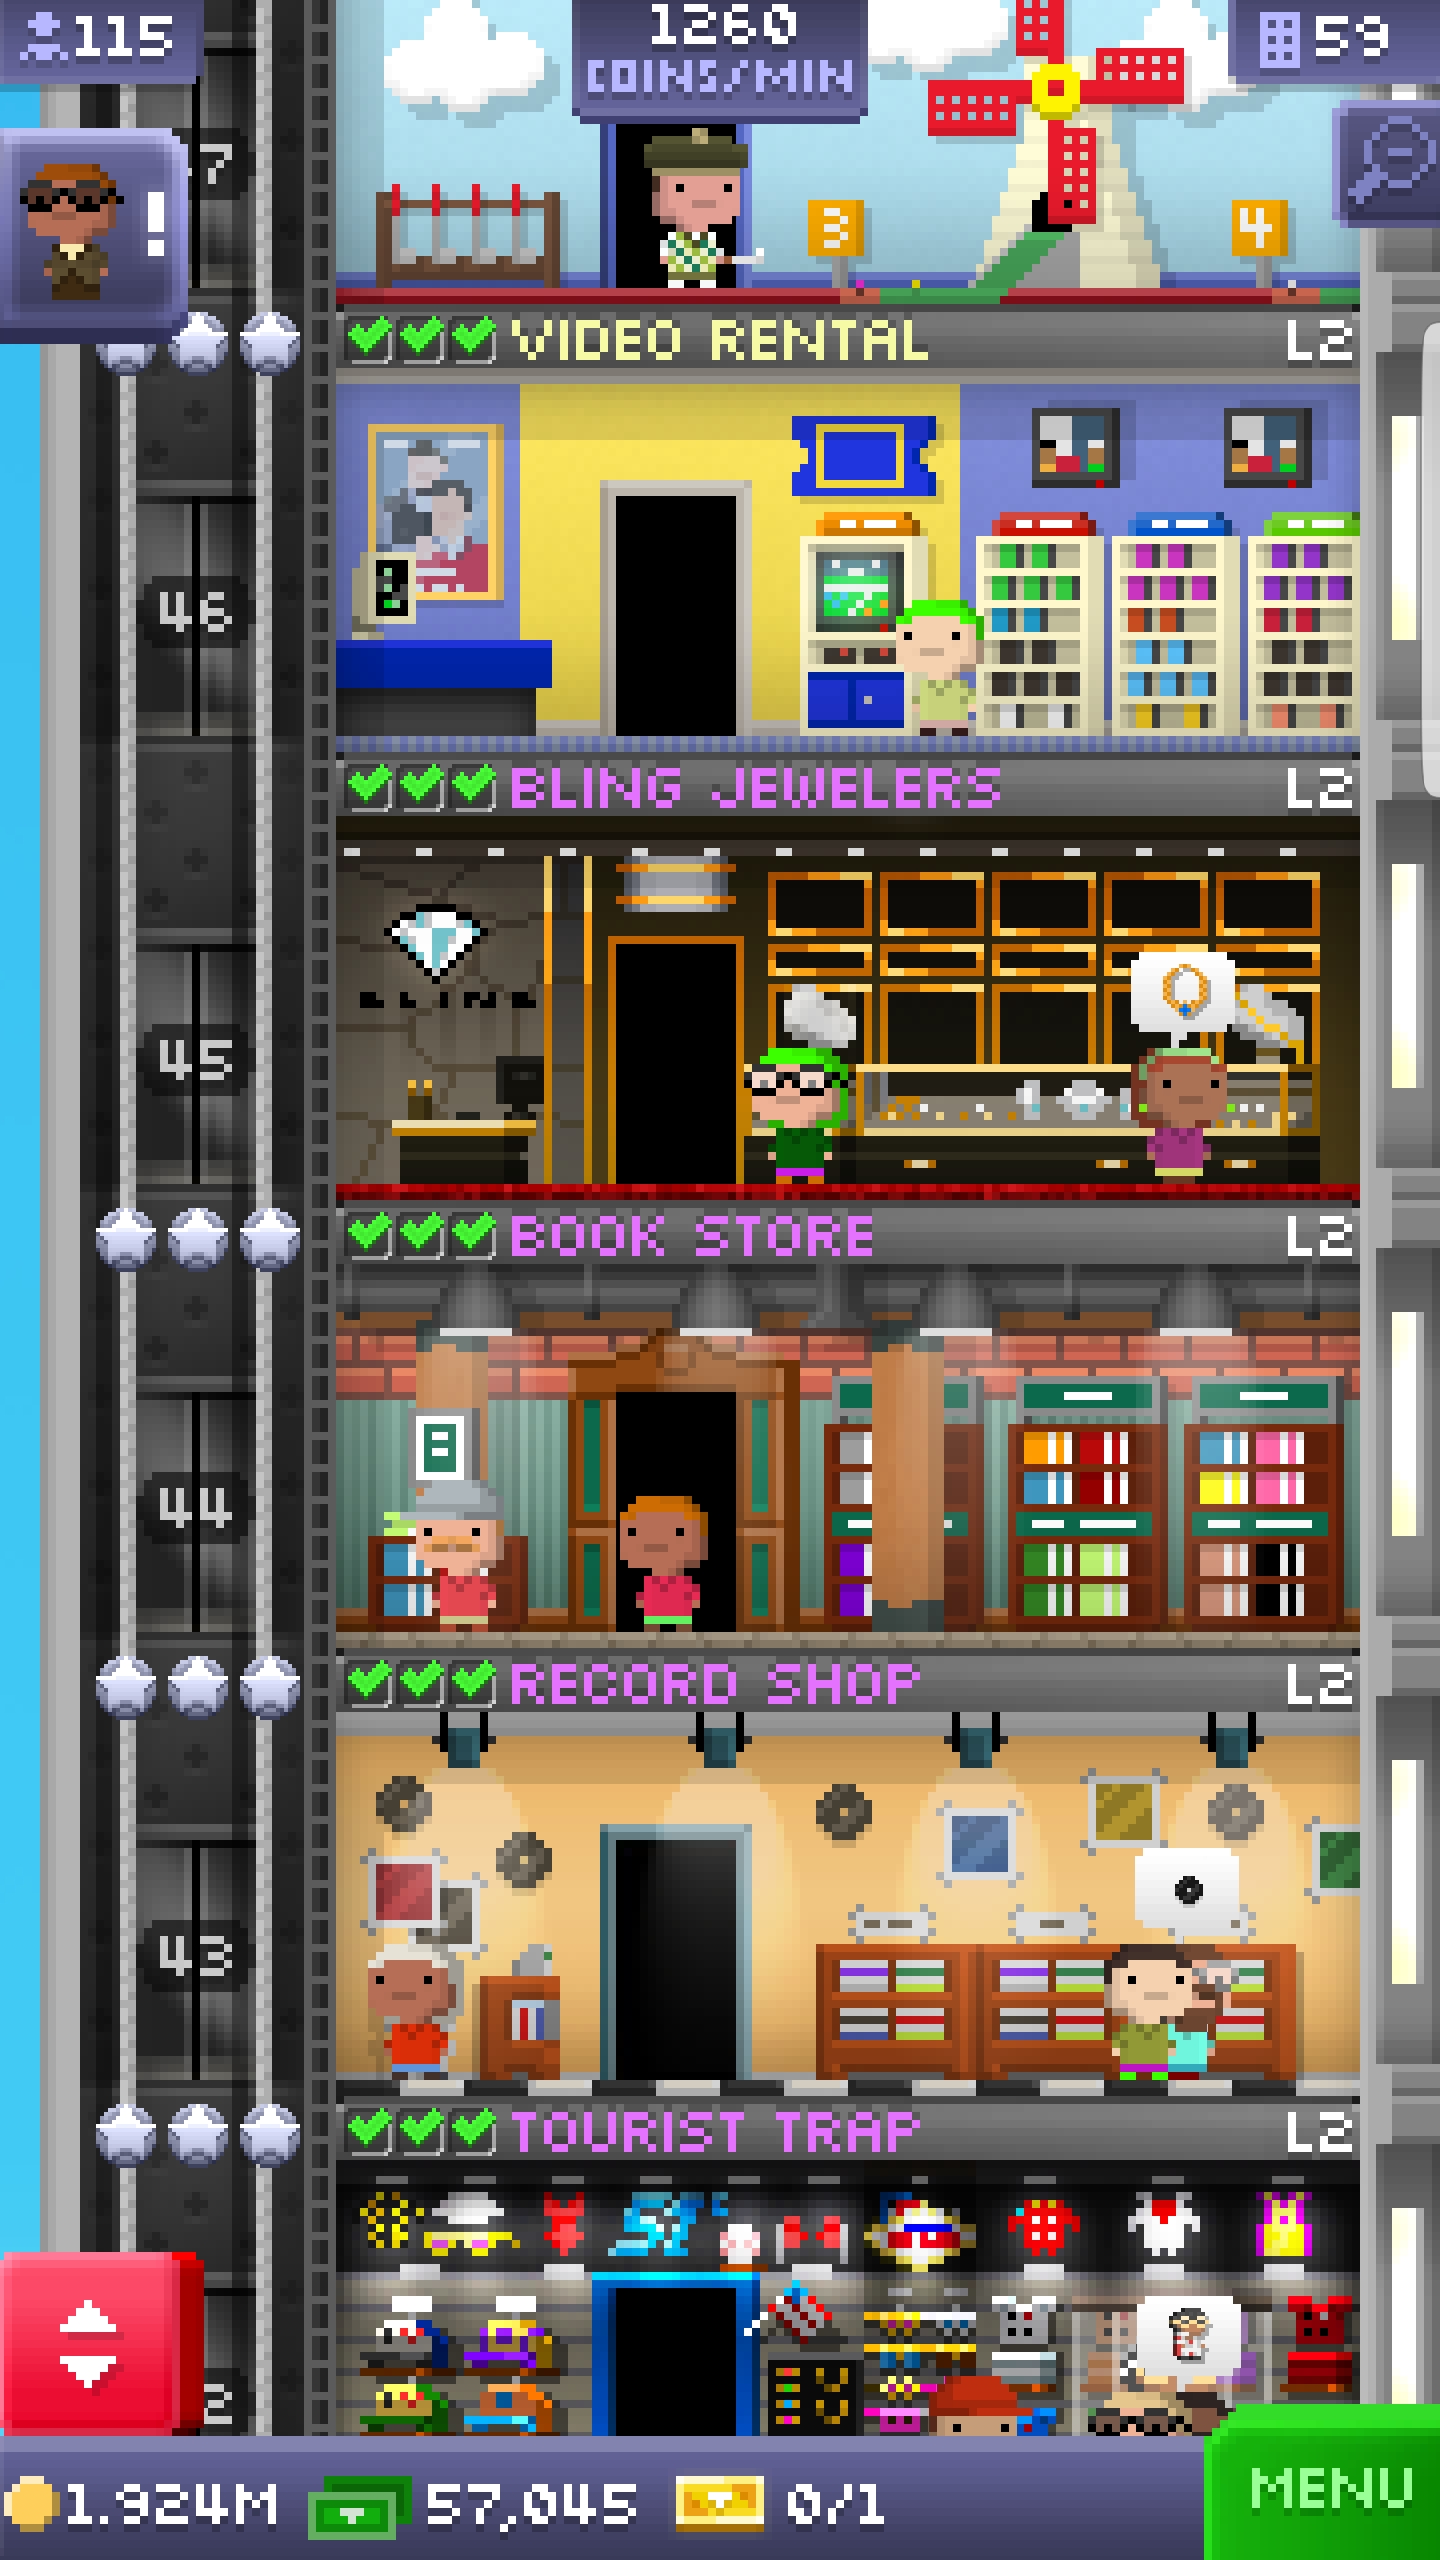 115
1260
COINS/MIN
59
7
!
3
4
VIDEO RENTAL L2
46
BLING JEWELERS L2
BLING
45
BOOK STORE L2
44
RECORD SHOP L2
43
TOURIST TRAP L2
2
1.924M 57,045 0/1
MENU